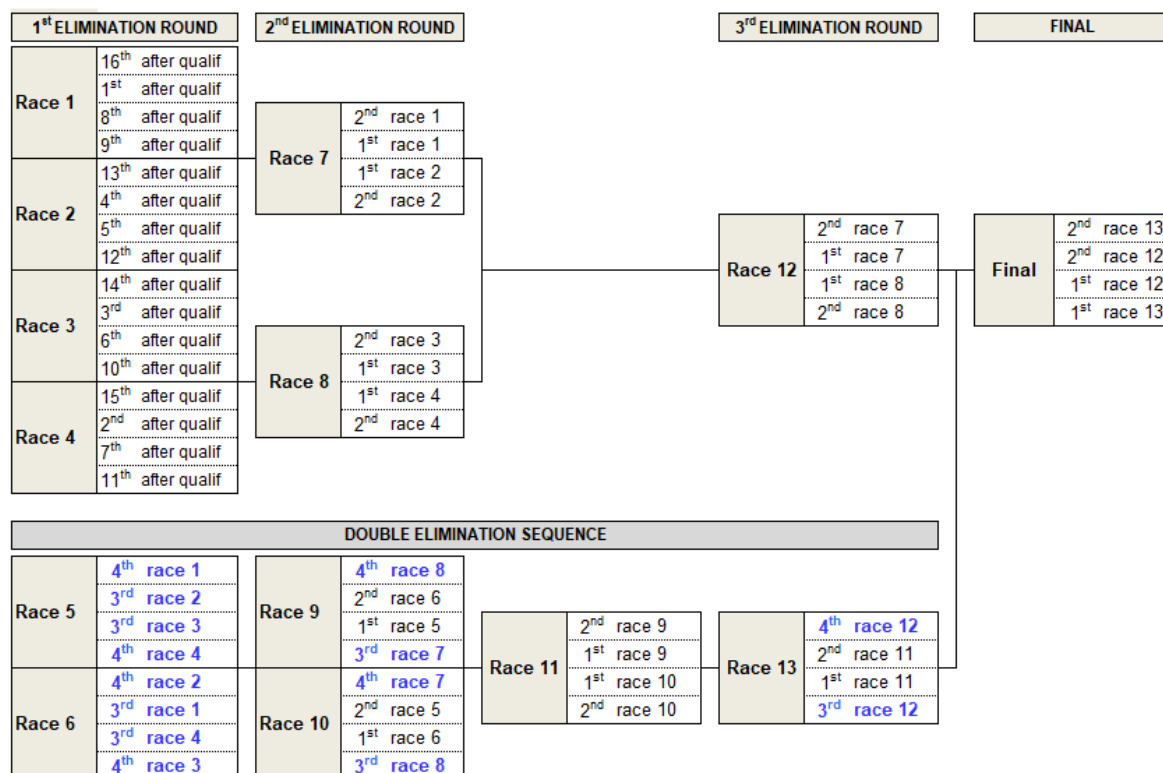 1st ELIMINATION ROUND
2nd ELIMINATION ROUND
3rd ELIMINATION ROUND
FINAL
Race 1
16th after qualif
1st after qualif
8th after qualif
9th after qualif
Race 2
13th after qualif
4th after qualif
5th after qualif
12th after qualif
Race 3
14th after qualif
3rd after qualif
6th after qualif
10th after qualif
Race 4
15th after qualif
2nd after qualif
7th after qualif
11th after qualif
Race 7
2nd race 1
1st race 1
1st race 2
2nd race 2
Race 8
2nd race 3
1st race 3
1st race 4
2nd race 4
Race 12
2nd race 7
1st race 7
1st race 8
2nd race 8
Final
2nd race 13
2nd race 12
1st race 12
1st race 13
DOUBLE ELIMINATION SEQUENCE
Race 5
4th race 1
3rd race 2
3rd race 3
4th race 4
Race 6
4th race 2
3rd race 1
3rd race 4
4th race 3
Race 9
4th race 8
2nd race 6
1st race 5
3rd race 7
Race 10
4th race 7
2nd race 5
1st race 6
3rd race 8
Race 11
2nd race 9
1st race 9
1st race 10
2nd race 10
Race 13
4th race 12
2nd race 11
1st race 11
3rd race 12